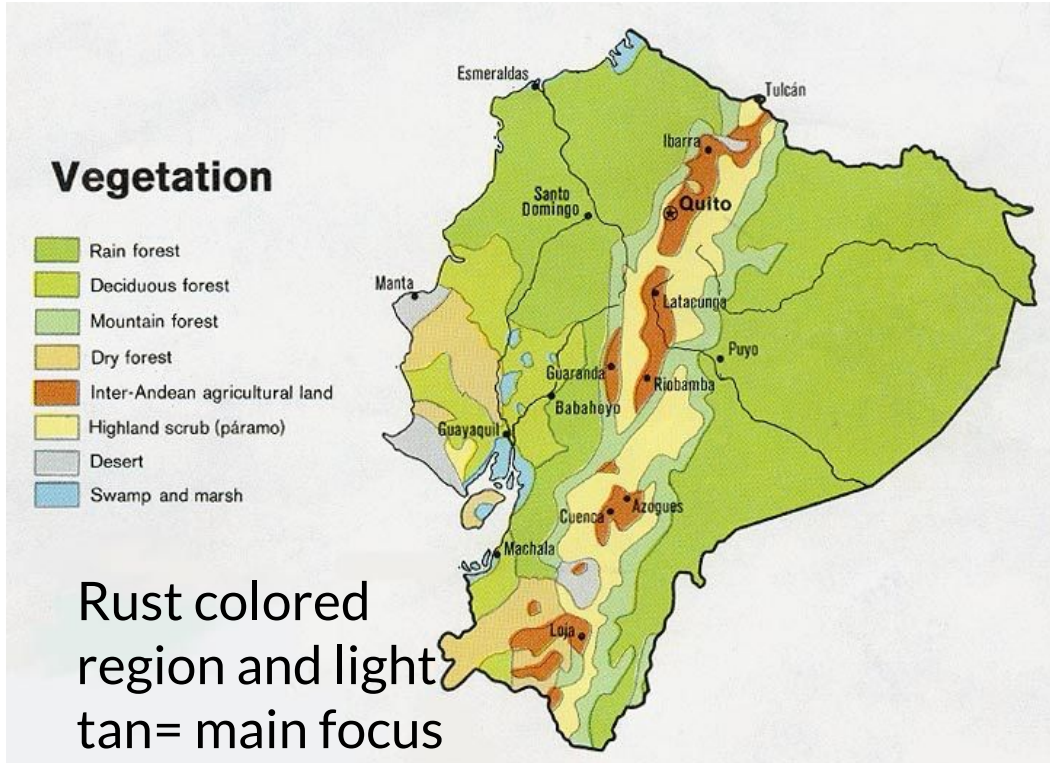 Esmeraldas
Tulcán
Ibarra
Vegetation
Santo
Domingo
Quito
Rain forest
Deciduous forest
Manta
Latacunga
Mountain forest
Dry forest
Puyo
Guaranda
Riobamba
Inter-Andean agricultural land
Babahoyo
Highland scrub (páramo)
Guayaquil
Desert
Swamp and marsh
Azogues
Cuenca
Machala
Rust colored
region and light
tan= main focus
Loja